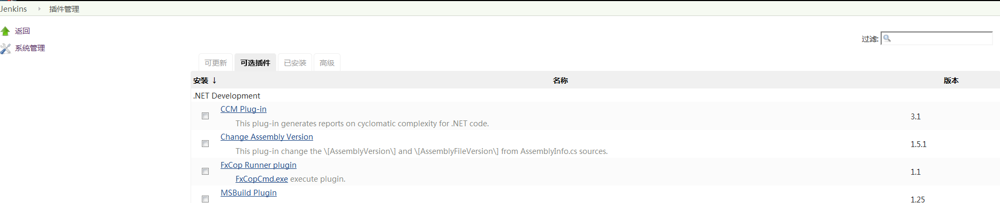 Jenkins 插件管理
返回
系统管理
过滤:
可更新 可选插件 已安装 高级
安装 ↓ 名称 版本
.NET Development
CCM Plug-in
This plug-in generates reports on cyclomatic complexity for .NET code.
3.1
Change Assembly Version
This plug-in change the \[AssemblyVersion\] and \[AssemblyFileVersion\] from AssemblyInfo.cs sources.
1.5.1
FxCop Runner plugin
FxCopCmd.exe execute plugin.
1.1
MSBuild Plugin
1.25